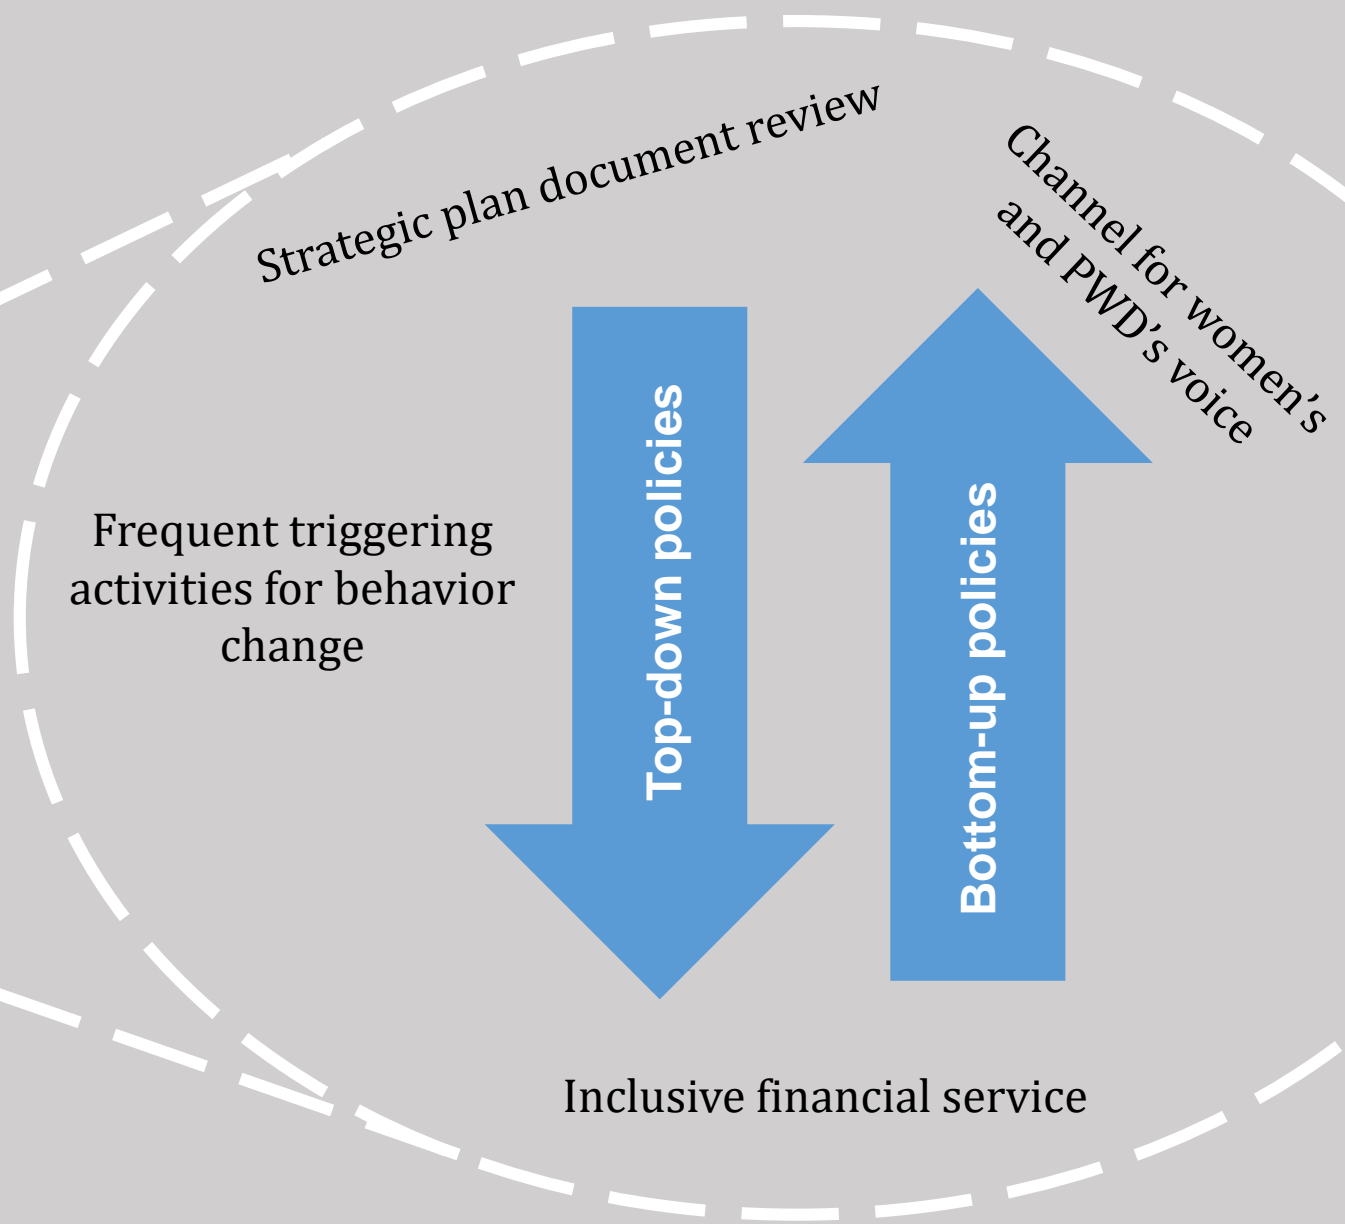 Strategic plan document review
Channel for women’s
and PWD’s voice
Frequent triggering
activities for behavior
change
Top-down policies
Bottom-up policies
Inclusive financial service